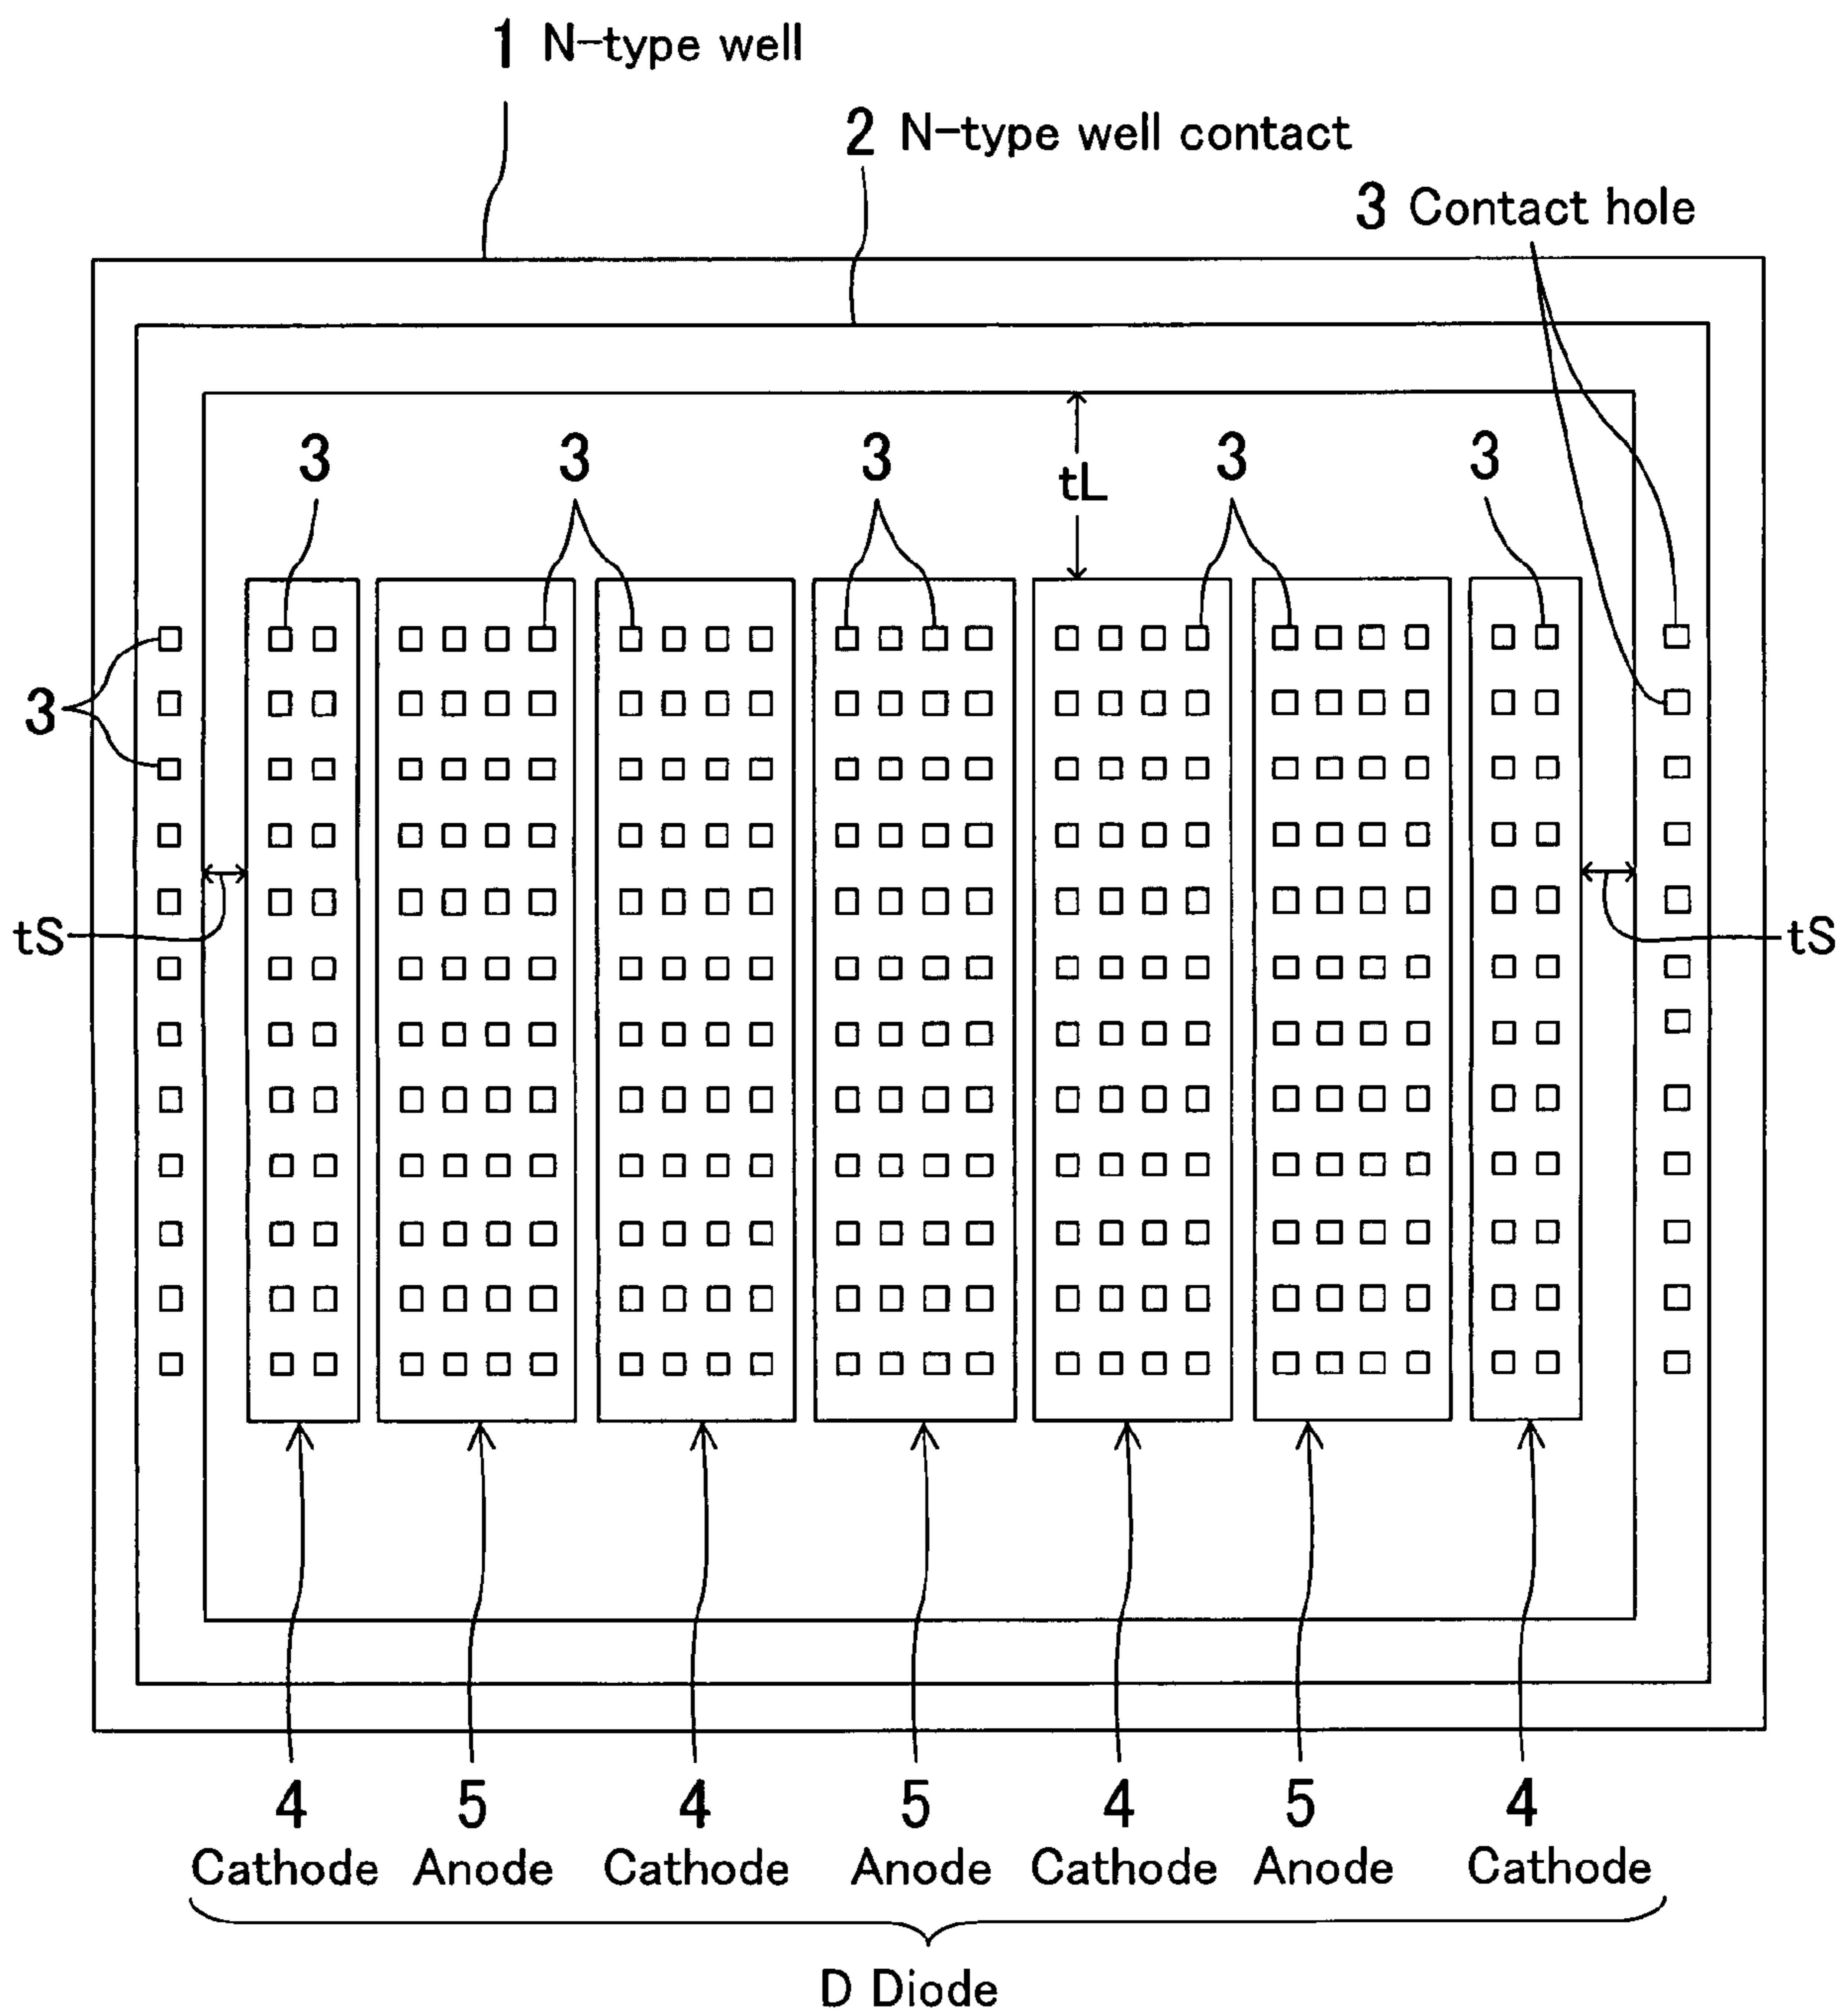 1 N-type well
2 N-type well contact
3 Contact hole
3 3 3 tL 3 3
3
tS tS
4 5 4 5 4 5 4
Cathode Anode Cathode Anode Cathode Anode Cathode
D Diode